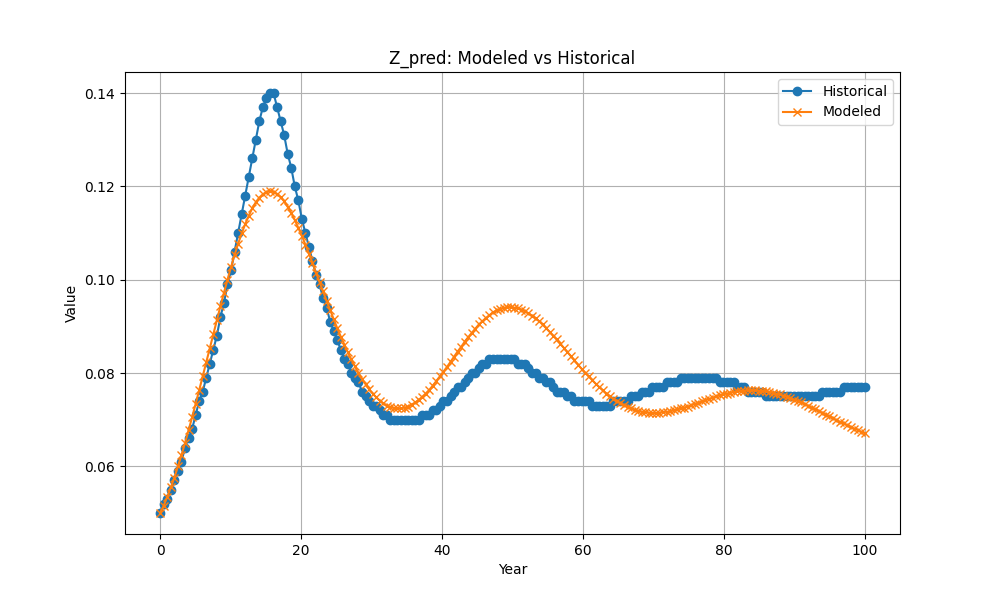 Z_pred: Modeled vs Historical
Historical
Modeled
Value
0.14
0.12
0.10
0.08
0.06
0 20 40 60 80 100
Year